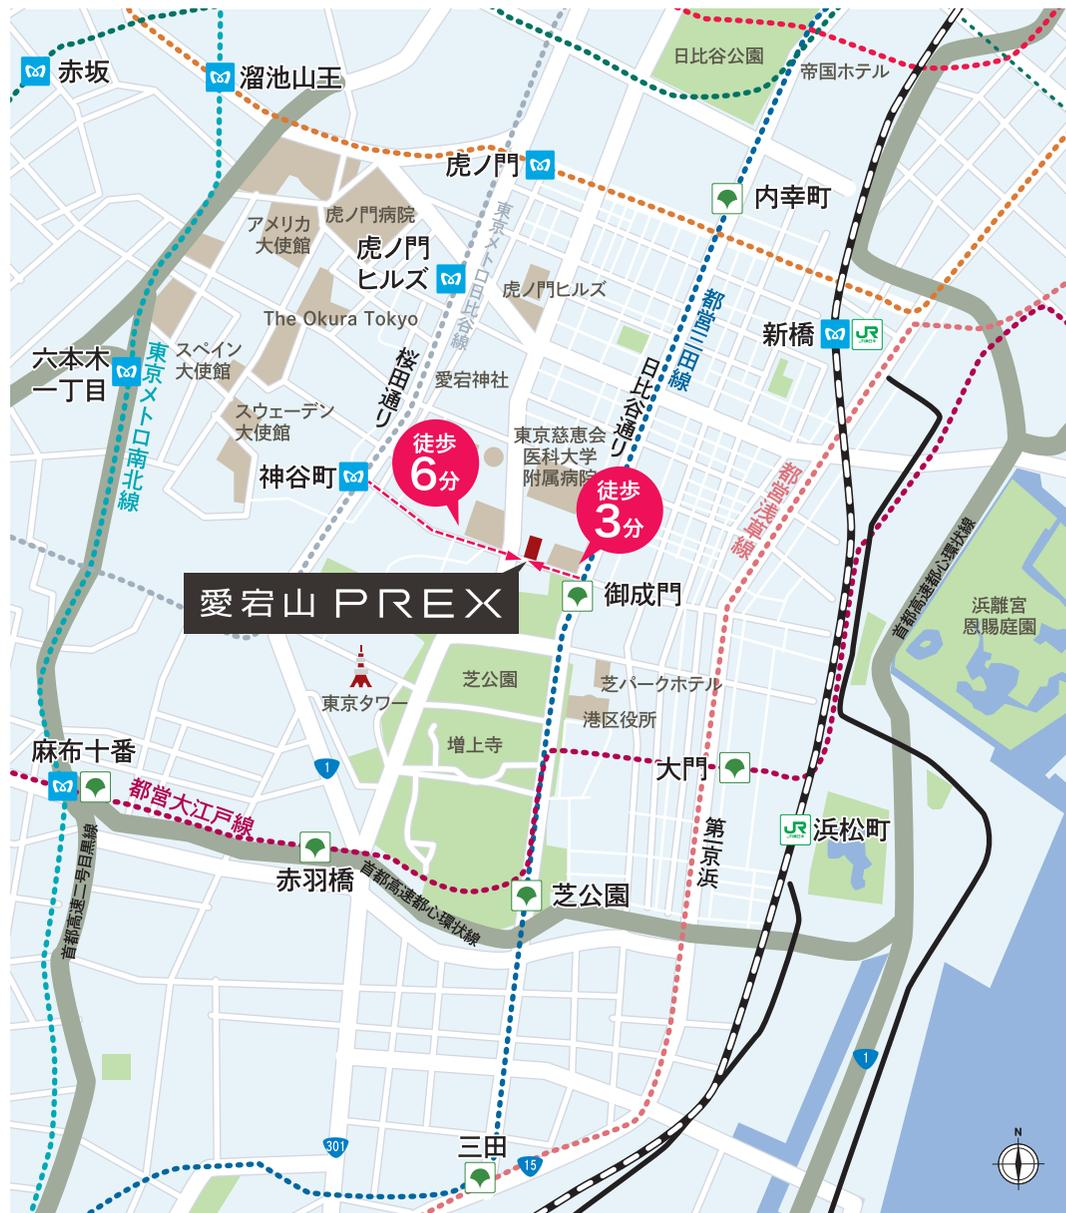 赤坂
溜池山王
日比谷公園
帝国ホテル
虎ノ門
内幸町
アメリカ
大使館
虎ノ門病院
虎ノ門
ヒルズ
東京メトロ日比谷線
虎ノ門ヒルズ
The Okura Tokyo
都営三田線
新橋
JR
六本木
一丁目
東京メトロ南北線
スペイン
大使館
桜田通り
愛宕神社
日比谷通り
スウェーデン
大使館
神谷町
徒歩
6分
東京慈恵会
医科大学
附属病院
徒歩
3分
都営浅草線
首都高速都心環状線
愛宕山 PREX
御成門
浜離宮
恩賜庭園
東京タワー
芝公園
芝パークホテル
港区役所
増上寺
麻布十番
1
大門
都営大江戸線
赤羽橋
第一京浜
JR
浜松町
首都高速二号目黒線
首都高速都心環状線
芝公園
1
301
三田
15
N